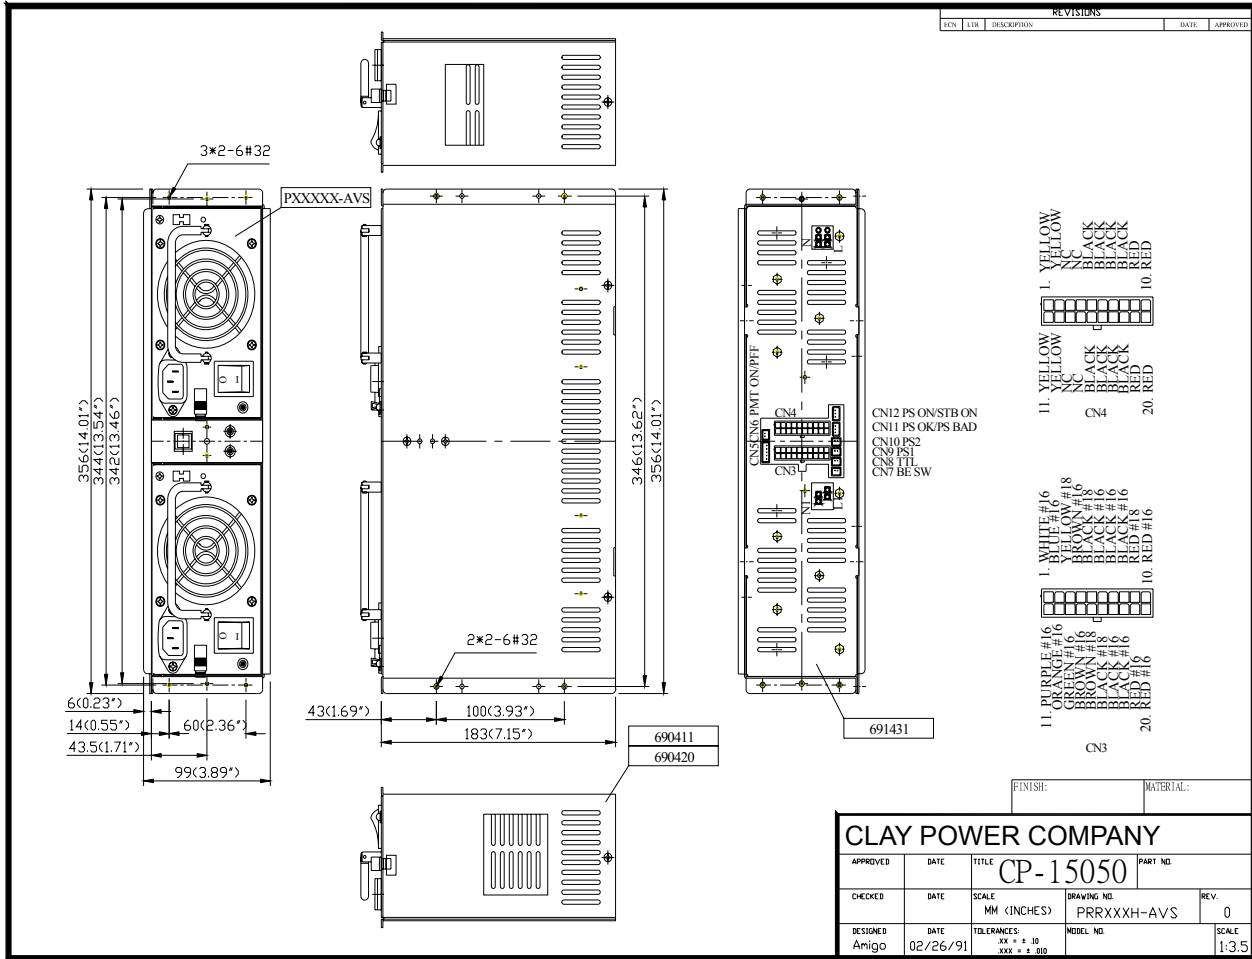 REVISIONS
ECN LTR DESCRIPTION DATE APPROVED
3*2-6#32
PXXXXX-AVS
356(14.01")
344(13.54")
342(13.46")
6(0.23")
14(0.55")
60(2.36")
43.5(1.71")
99(3.89")
346(13.62")
356(14.01")
2*2-6#32
43(1.69")
100(3.93")
183(7.15")
690411
690420
N
L
CN5 CN6 PMT ON/PFF
CN4
CN3
CN12 PS ON/STB ON
CN11 PS OK/PS BAD
CN10 PS2
CN9 PS1
CN8 TTL
CN7 BE SW
N
L
691431
1. YELLOW
YELLOW
NC
NC
BLACK
BLACK
BLACK
BLACK
RED
10. RED
11. YELLOW
YELLOW
NC
NC
BLACK
BLACK
BLACK
BLACK
RED
20. RED
CN4
1. WHITE #16
BLUE #16
YELLOW #18
BROWN #16
BLACK #18
BLACK #16
BLACK #16
BLACK #16
RED #18
10. RED #16
11. PURPLE #16
ORANGE #16
GREEN #16
BROWN #16
BROWN #18
BLACK #18
BLACK #16
BLACK #16
RED #16
20. RED #16
CN3
FINISH: MATERIAL:
CLAY POWER COMPANY
APPROVED DATE TITLE CP-15050 PART NO.
CHECKED DATE SCALE MM (INCHES) DRAWING NO. PRRXXXH-AVS REV. 0
DESIGNED Amigo DATE 02/26/91 TOLERANCES: .XX = ± .10 .XXX = ± .010 MODEL NO. SCALE 1:3.5